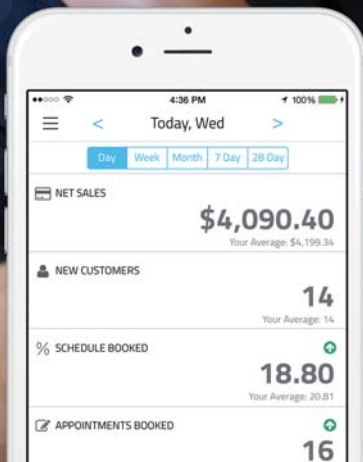 4:36 PM
100%
Today, Wed
Day Week Month 7 Day 28 Day
NET SALES
$4,090.40
Your Average: $4,199.34
NEW CUSTOMERS
14
Your Average: 14
% SCHEDULE BOOKED
18.80
Your Average: 20.81
APPOINTMENTS BOOKED
16